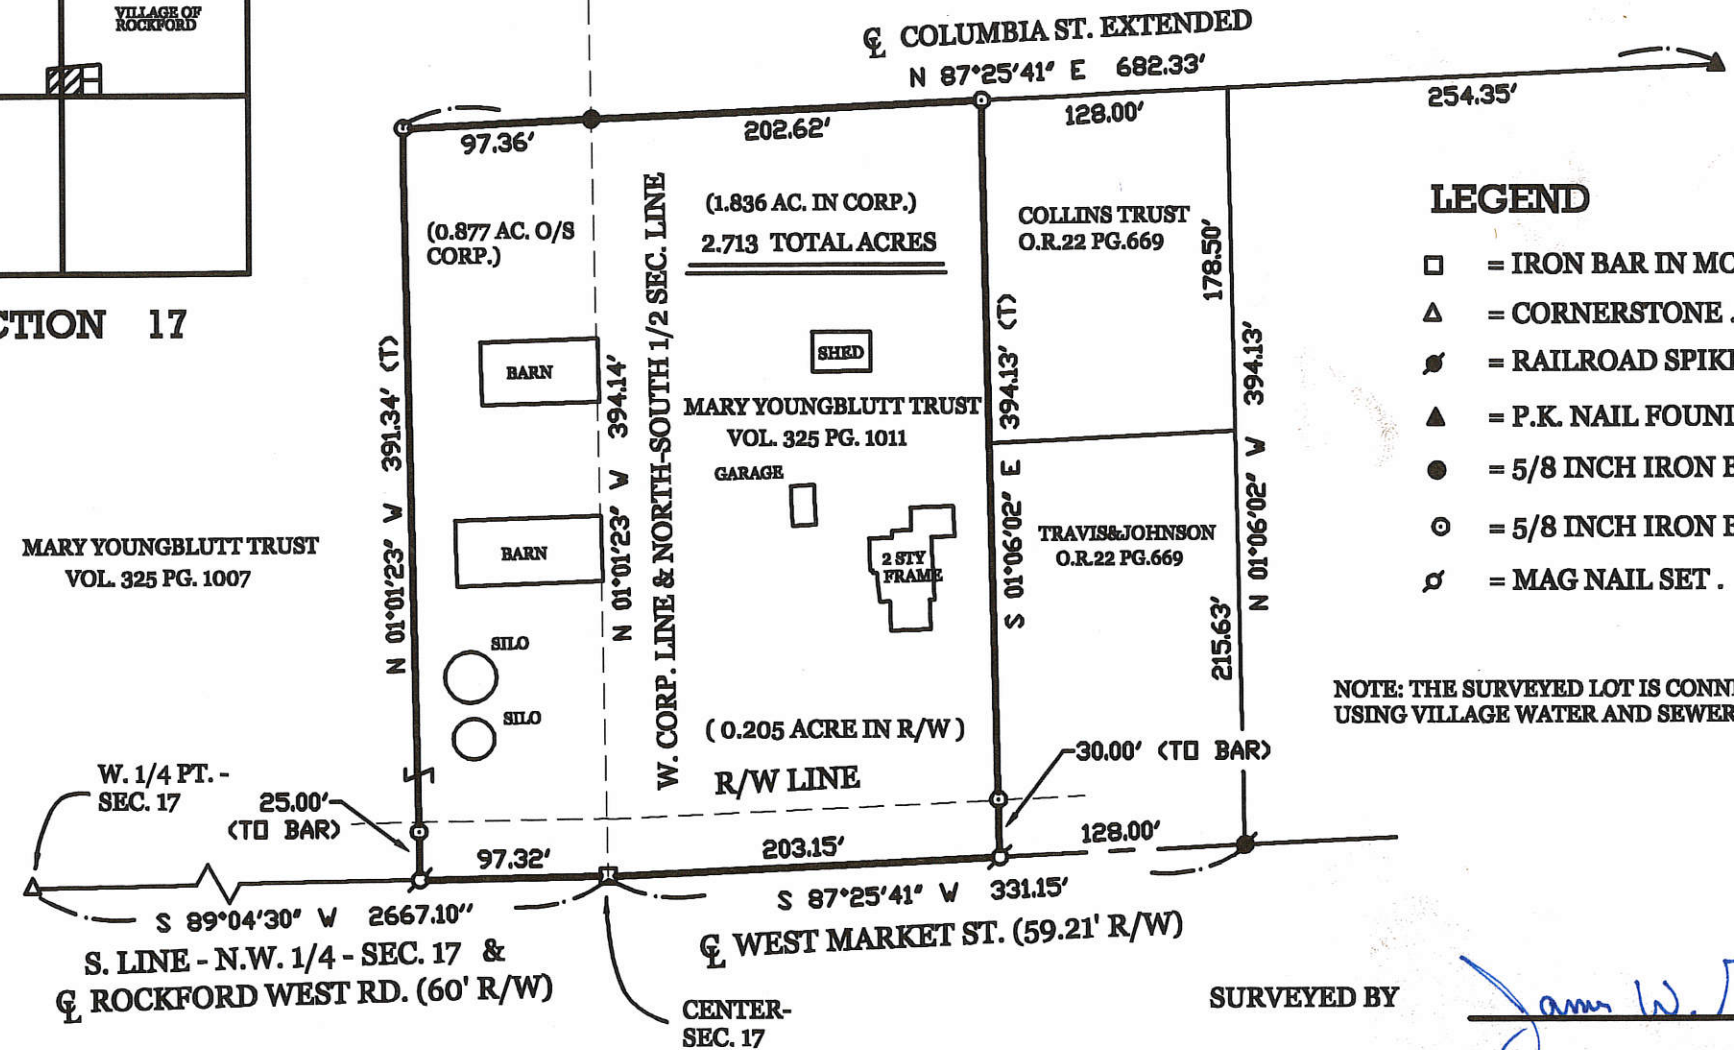 VILLAGE OF
ROCKFORD
℄ COLUMBIA ST. EXTENDED
N 87°25'41" E 682.33'
97.36'
202.62'
128.00'
254.35'
(0.877 AC. O/S
CORP.)
(1.836 AC. IN CORP.)
2.713 TOTAL ACRES
COLLINS TRUST
O.R.22 PG.669
178.50'
LEGEND
= IRON BAR IN
= CORNERSTONE .
= RAILROAD
= P.K. NAIL
= 5/8 INCH IRON
= 5/8 INCH IRON
= MAG NAIL SET .
17
N 01°01'23" W 391.34' (T)
BARN
N 01°01'23" W 394.14'
W. CORP. LINE & NORTH-SOUTH 1/2 SEC. LINE
SHED
MARY YOUNGBLUTT TRUST
VOL. 325 PG. 1011
S 01°06'02" E 394.13' (T)
N 01°06'02" W 394.13'
GARAGE
MARY YOUNGBLUTT TRUST
VOL. 325 PG. 1007
BARN
2 STY
FRAME
TRAVIS&JOHNSON
O.R.22 PG.669
215.63'
SILO
SILO
NOTE: THE SURVEYED LOT IS
USING VILLAGE WATER AND
( 0.205 ACRE IN R/W )
R/W LINE
30.00' (TO BAR)
W. 1/4 PT. -
SEC. 17
25.00'
(TO BAR)
97.32'
203.15'
128.00'
S 89°04'30" W 2667.10"
S 87°25'41" W 331.15'
S. LINE - N.W. 1/4 - SEC. 17 &
℄ ROCKFORD WEST RD. (60' R/W)
℄ WEST MARKET ST. (59.21' R/W)
CENTER-
SEC. 17
SURVEYED BY
James W.